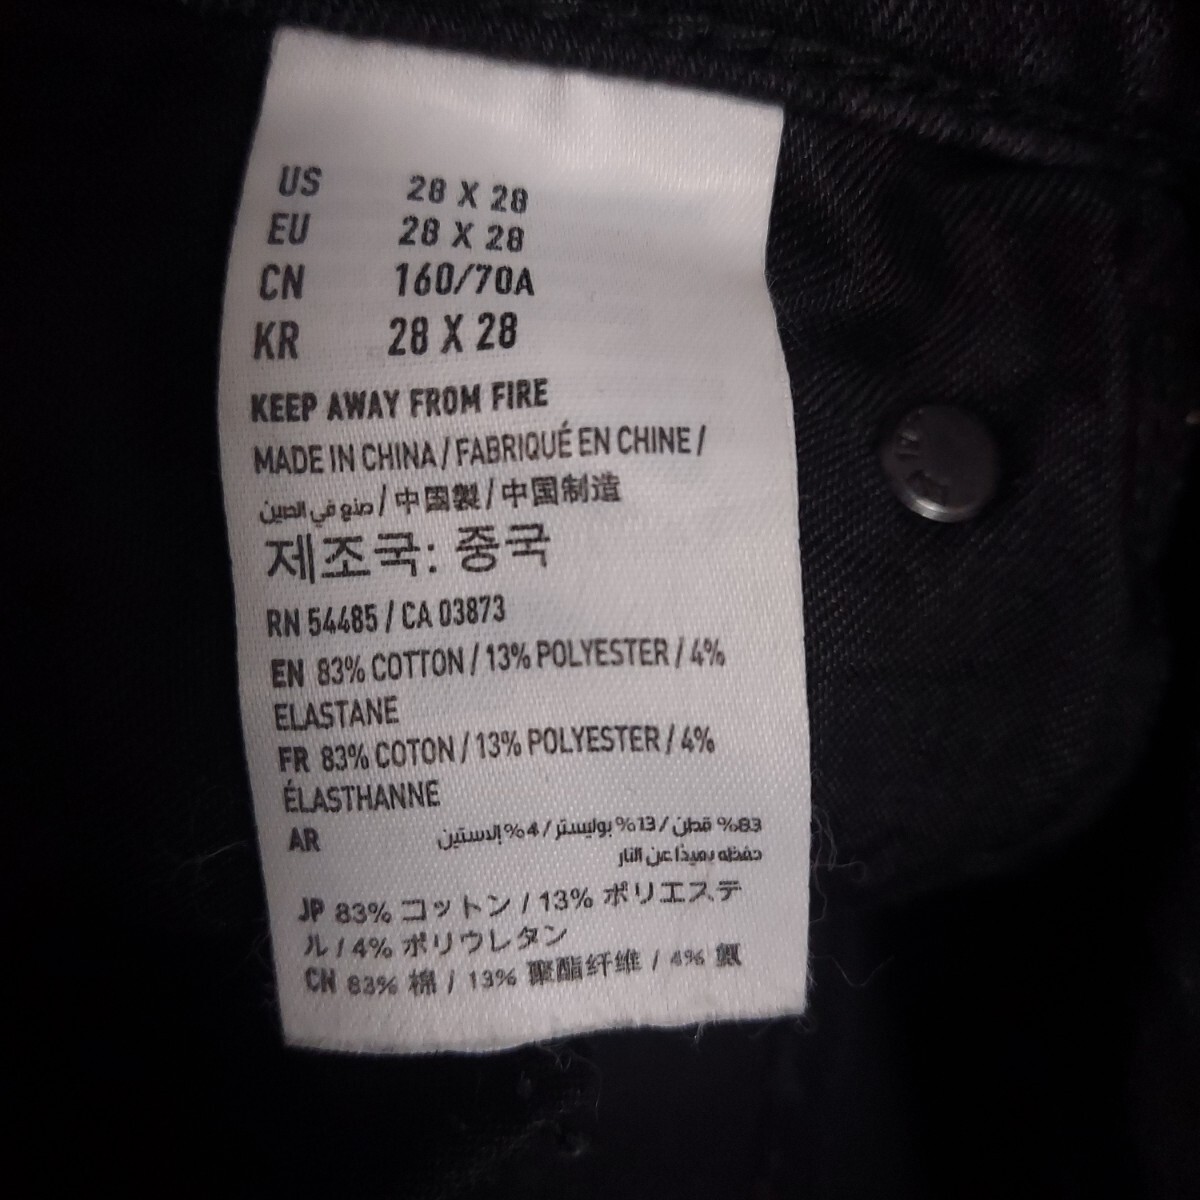 US 28 X 28
EU 28 X 28
CN 160/70A
KR 28 X 28
KEEP AWAY FROM FIRE
MADE IN CHINA / FABRIQUÉ EN CHINE /
صنع في الصين / 中国製 / 中国制造
제조국: 중국
RN 54485 / CA 03873
EN 83% COTTON / 13% POLYESTER / 4%
ELASTANE
FR 83% COTON / 13% POLYESTER / 4%
ÉLASTHANNE
AR 83% قطن / 13% بوليستر / 4% إلاستين
حفظه بعيدًا عن النار
JP 83% コットン / 13% ポリエステ
ル / 4% ポリウレタン
CN 83% 棉 / 13% 聚酯纤维 / 4% 氨